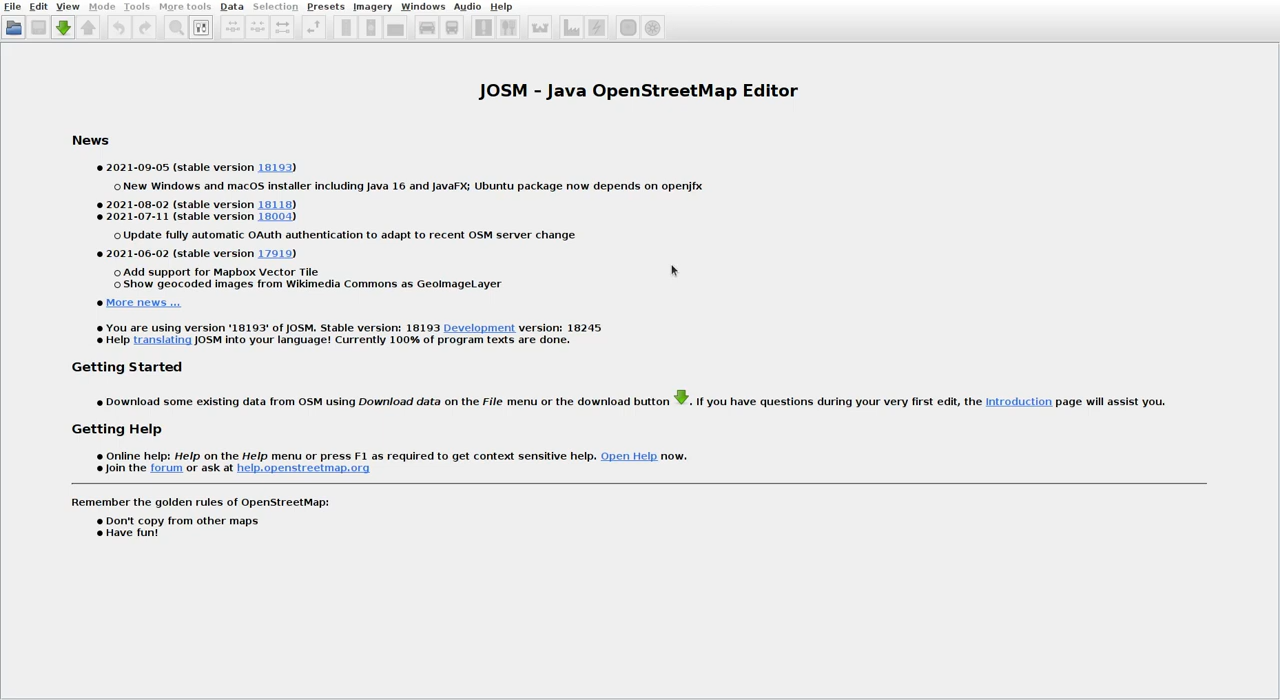 File Edit View Mode Tools More tools Data Selection Presets Imagery Windows Audio Help
JOSM – Java OpenStreetMap Editor
News
● 2021-09-05 (stable version 18193)
○ New Windows and macOS installer including Java 16 and JavaFX; Ubuntu package now depends on openjfx
● 2021-08-02 (stable version 18118)
● 2021-07-11 (stable version 18004)
○ Update fully automatic OAuth authentication to adapt to recent OSM server change
● 2021-06-02 (stable version 17919)
○ Add support for Mapbox Vector Tile
○ Show geocoded images from Wikimedia Commons as GeoImageLayer
● More news ...
● You are using version '18193' of JOSM. Stable version: 18193 Development version: 18245
● Help translating JOSM into your language! Currently 100% of program texts are done.
Getting Started
● Download some existing data from OSM using Download data on the File menu or the download button . If you have questions during your very first edit, the Introduction page will assist you.
Getting Help
● Online help: Help on the Help menu or press F1 as required to get context sensitive help. Open Help now.
● Join the forum or ask at help.openstreetmap.org
Remember the golden rules of OpenStreetMap:
● Don't copy from other maps
● Have fun!